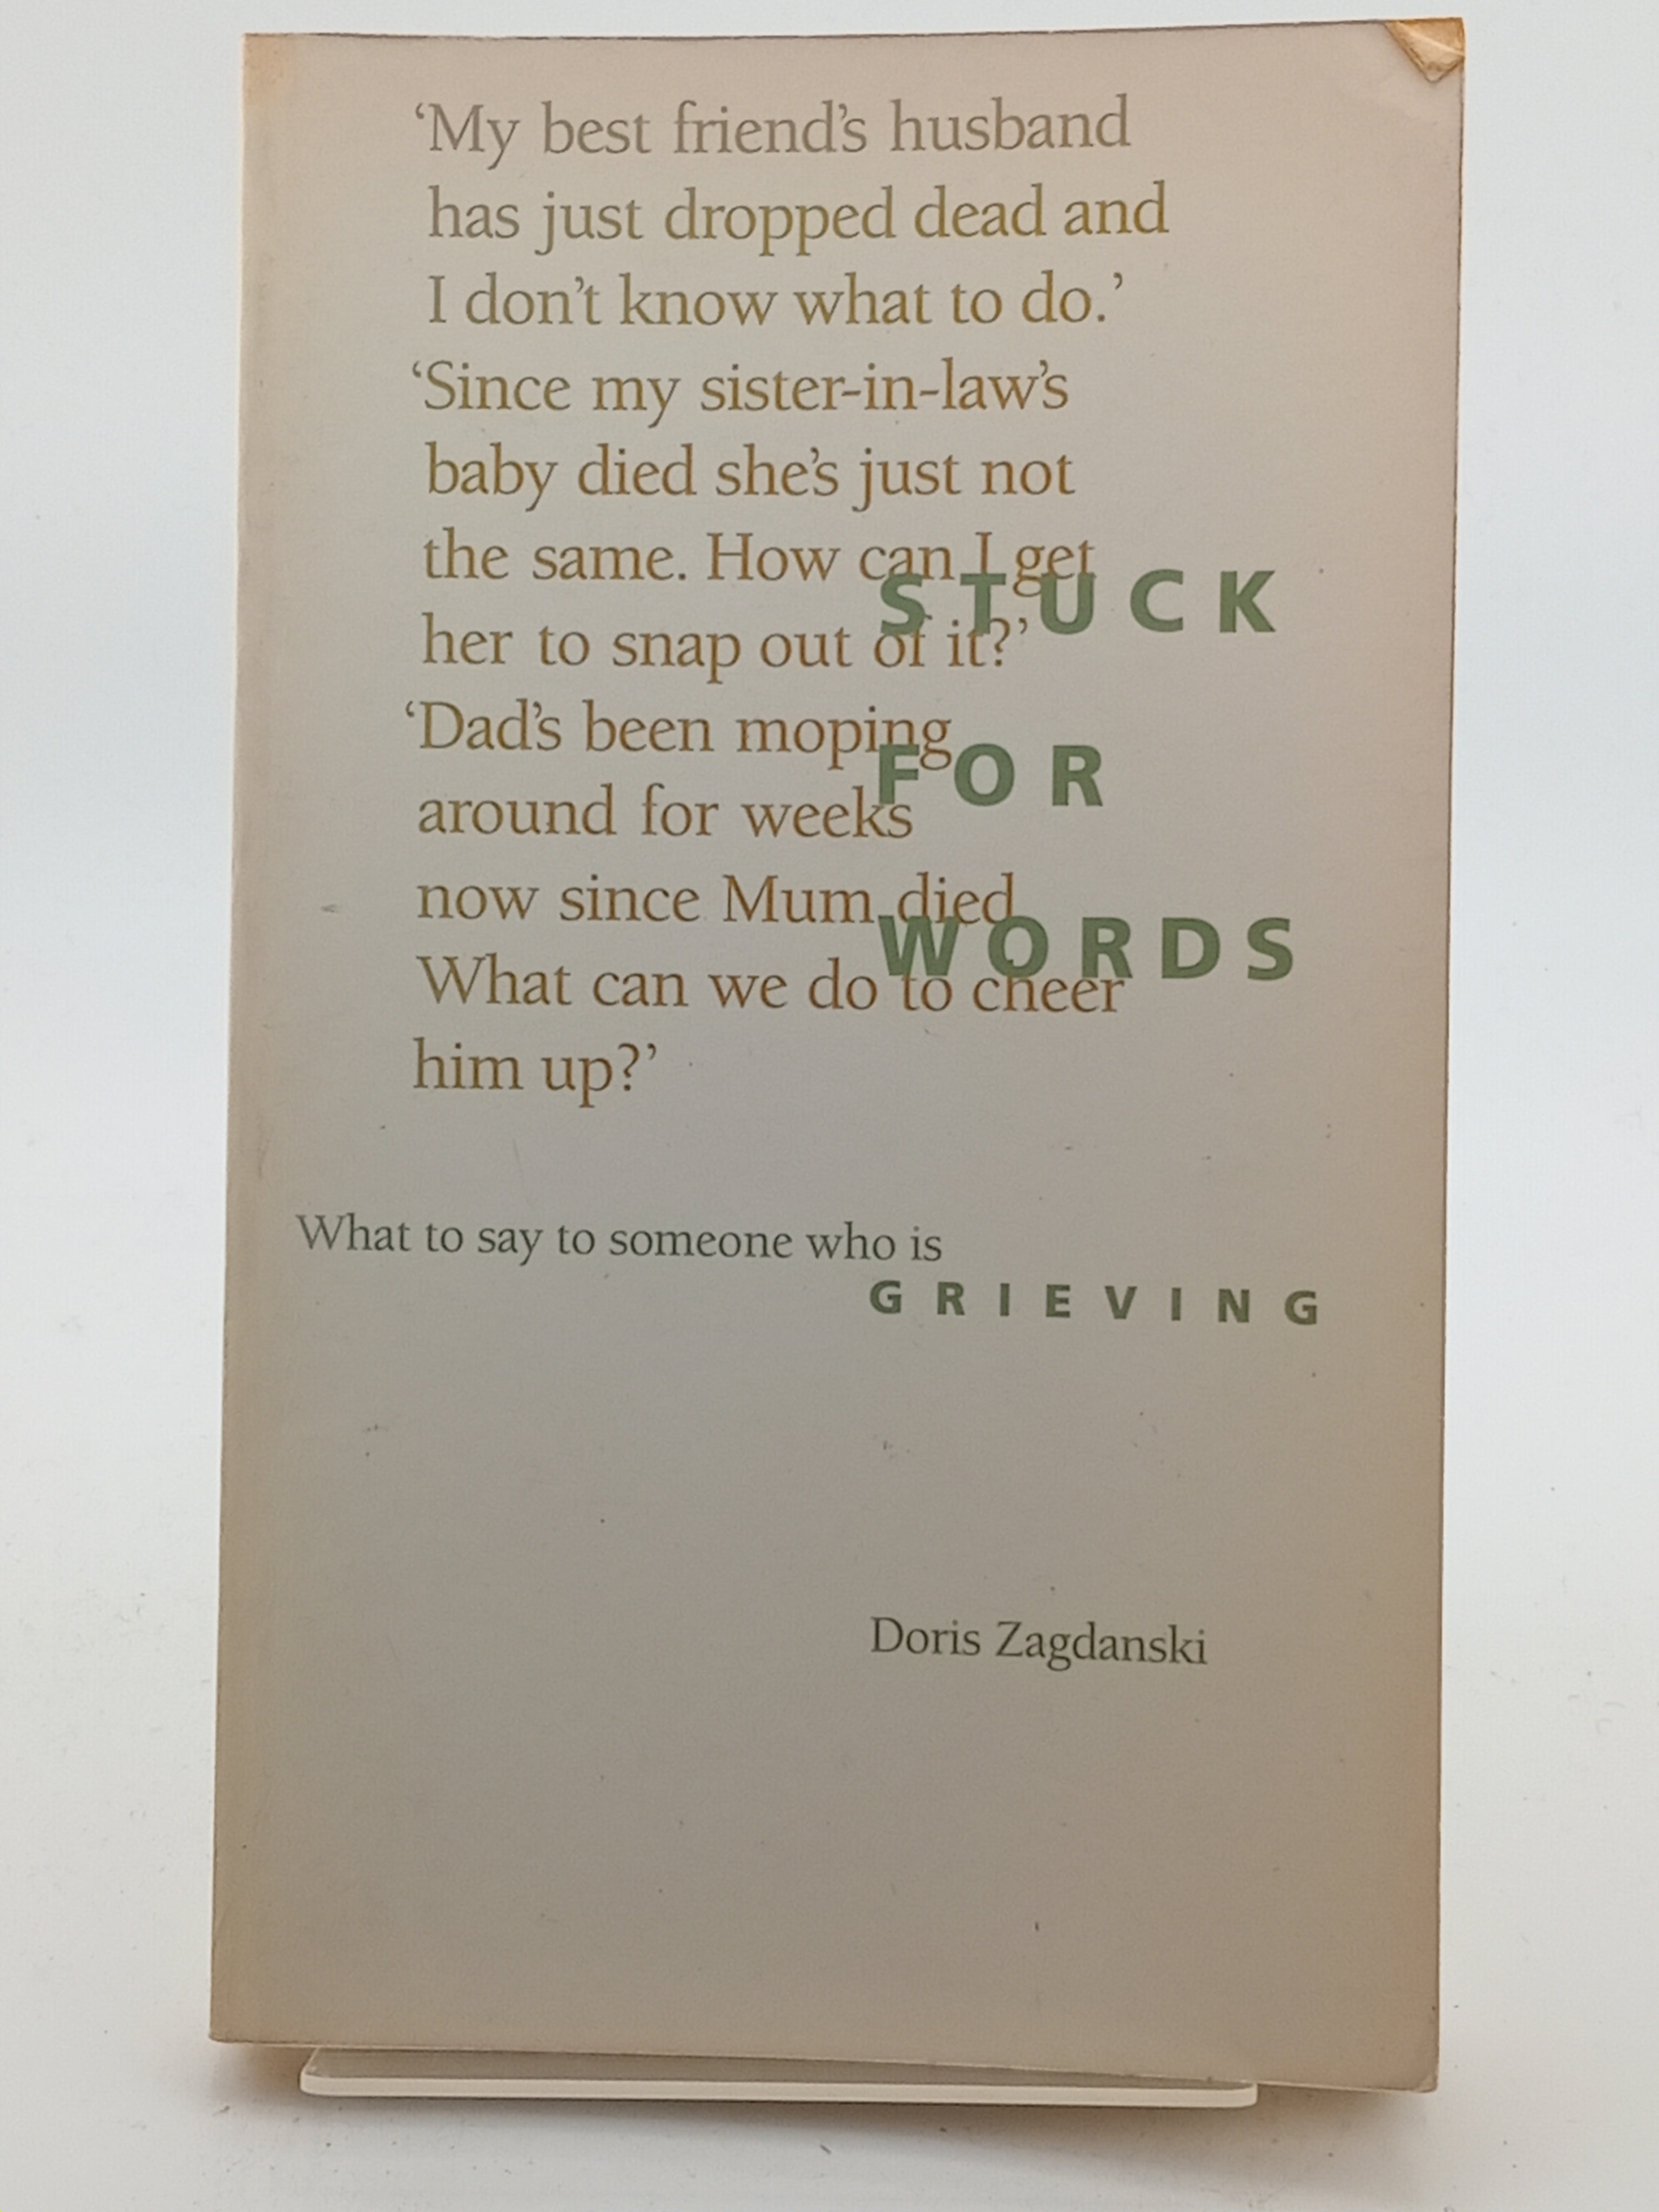 ‘My best friend’s husband
has just dropped dead and
I don’t know what to do.’
‘Since my sister-in-law’s
baby died she’s just not
the same. How can I get
her to snap out of it?’
‘Dad’s been moping
around for weeks
now since Mum died
What can we do to cheer
him up?’
STUCK
FOR
WORDS
What to say to someone who is
GRIEVING
Doris Zagdanski